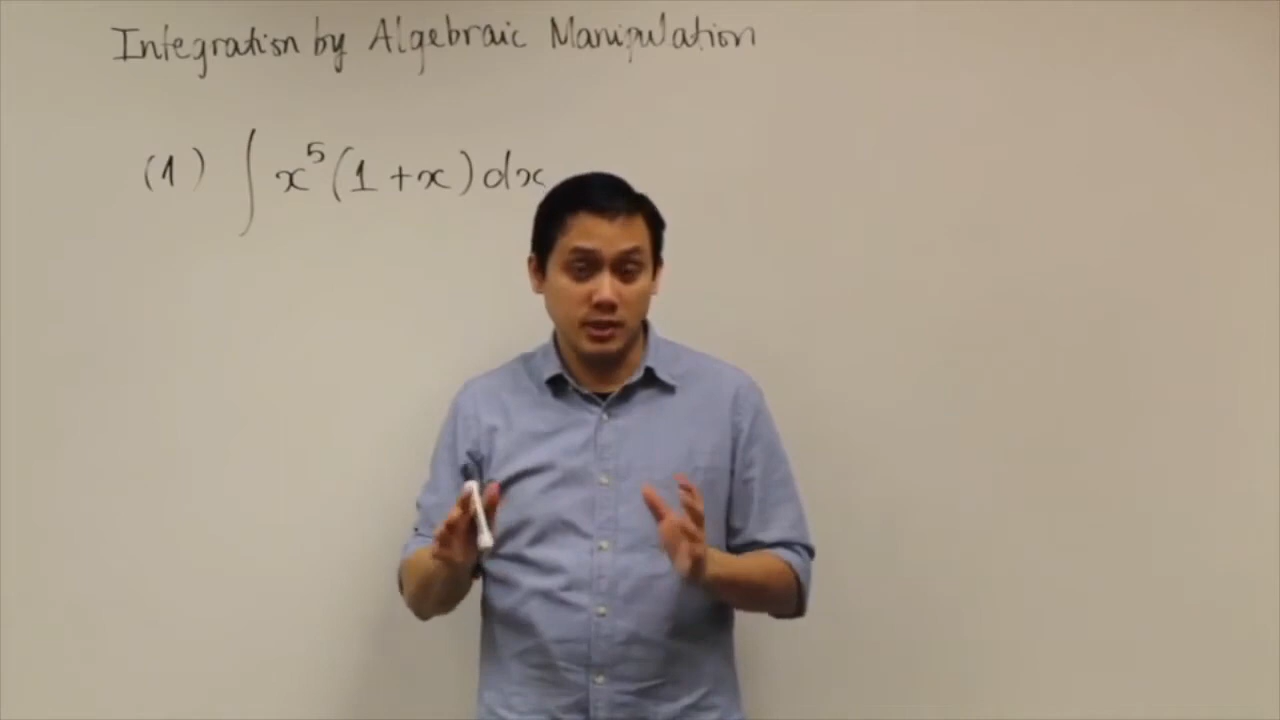 Integration by Algebraic Manipulation
(1) ∫ x⁵(1+x)dx